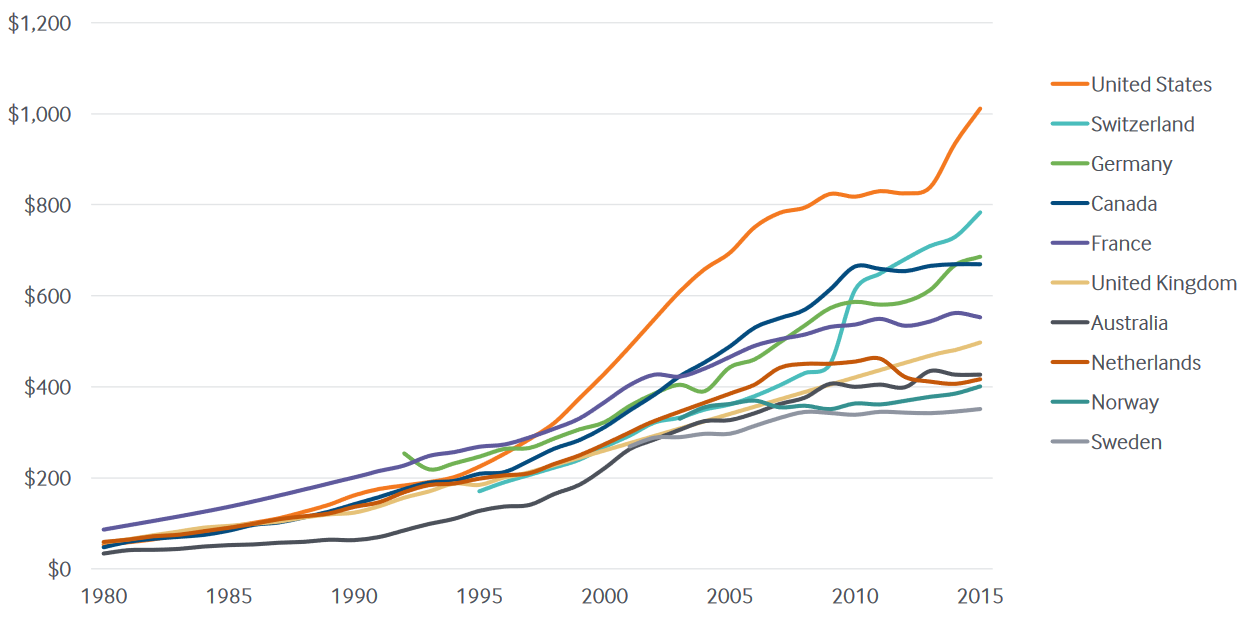 $1,200
$1,000
$800
$600
$400
$200
$0
1980 1985 1990 1995 2000 2005 2010 2015
United States
Switzerland
Germany
Canada
France
United Kingdom
Australia
Netherlands
Norway
Sweden